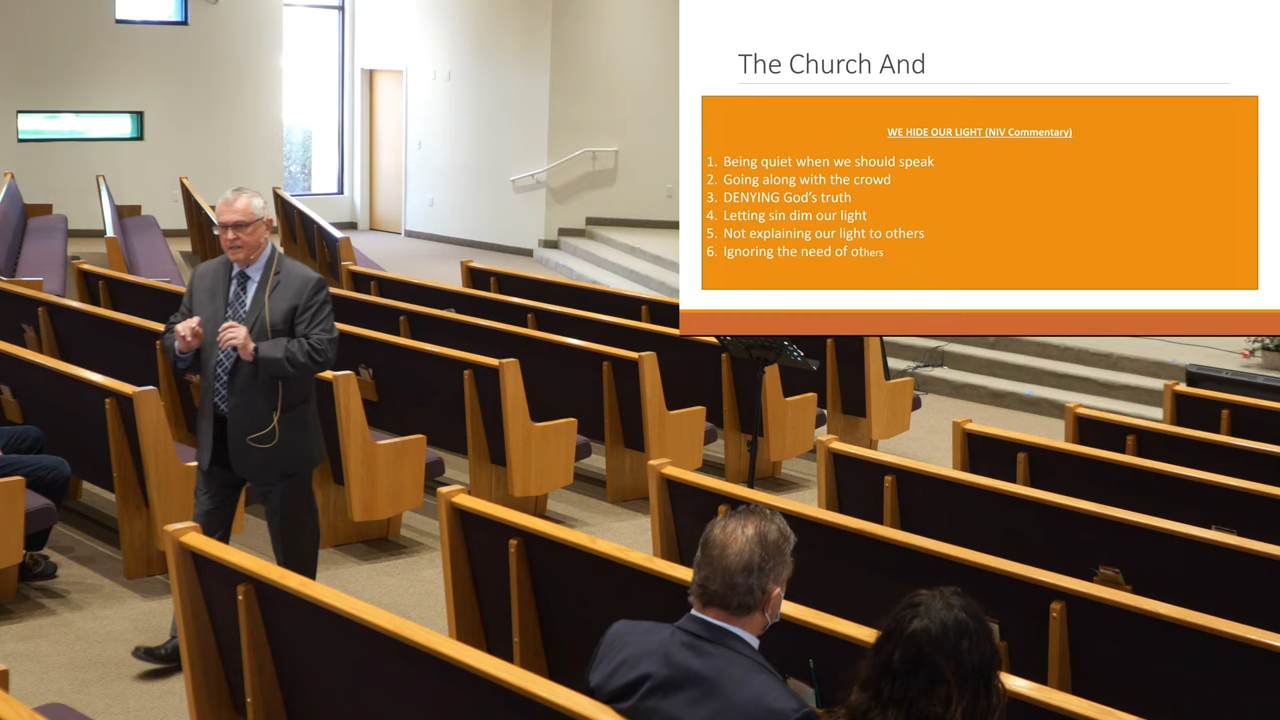 The Church And
WE HIDE OUR LIGHT (NIV Commentary)
1. Being quiet when we should speak
2. Going along with the crowd
3. DENYING God's truth
4. Letting sin dim our light
5. Not explaining our light to others
6. Ignoring the need of others